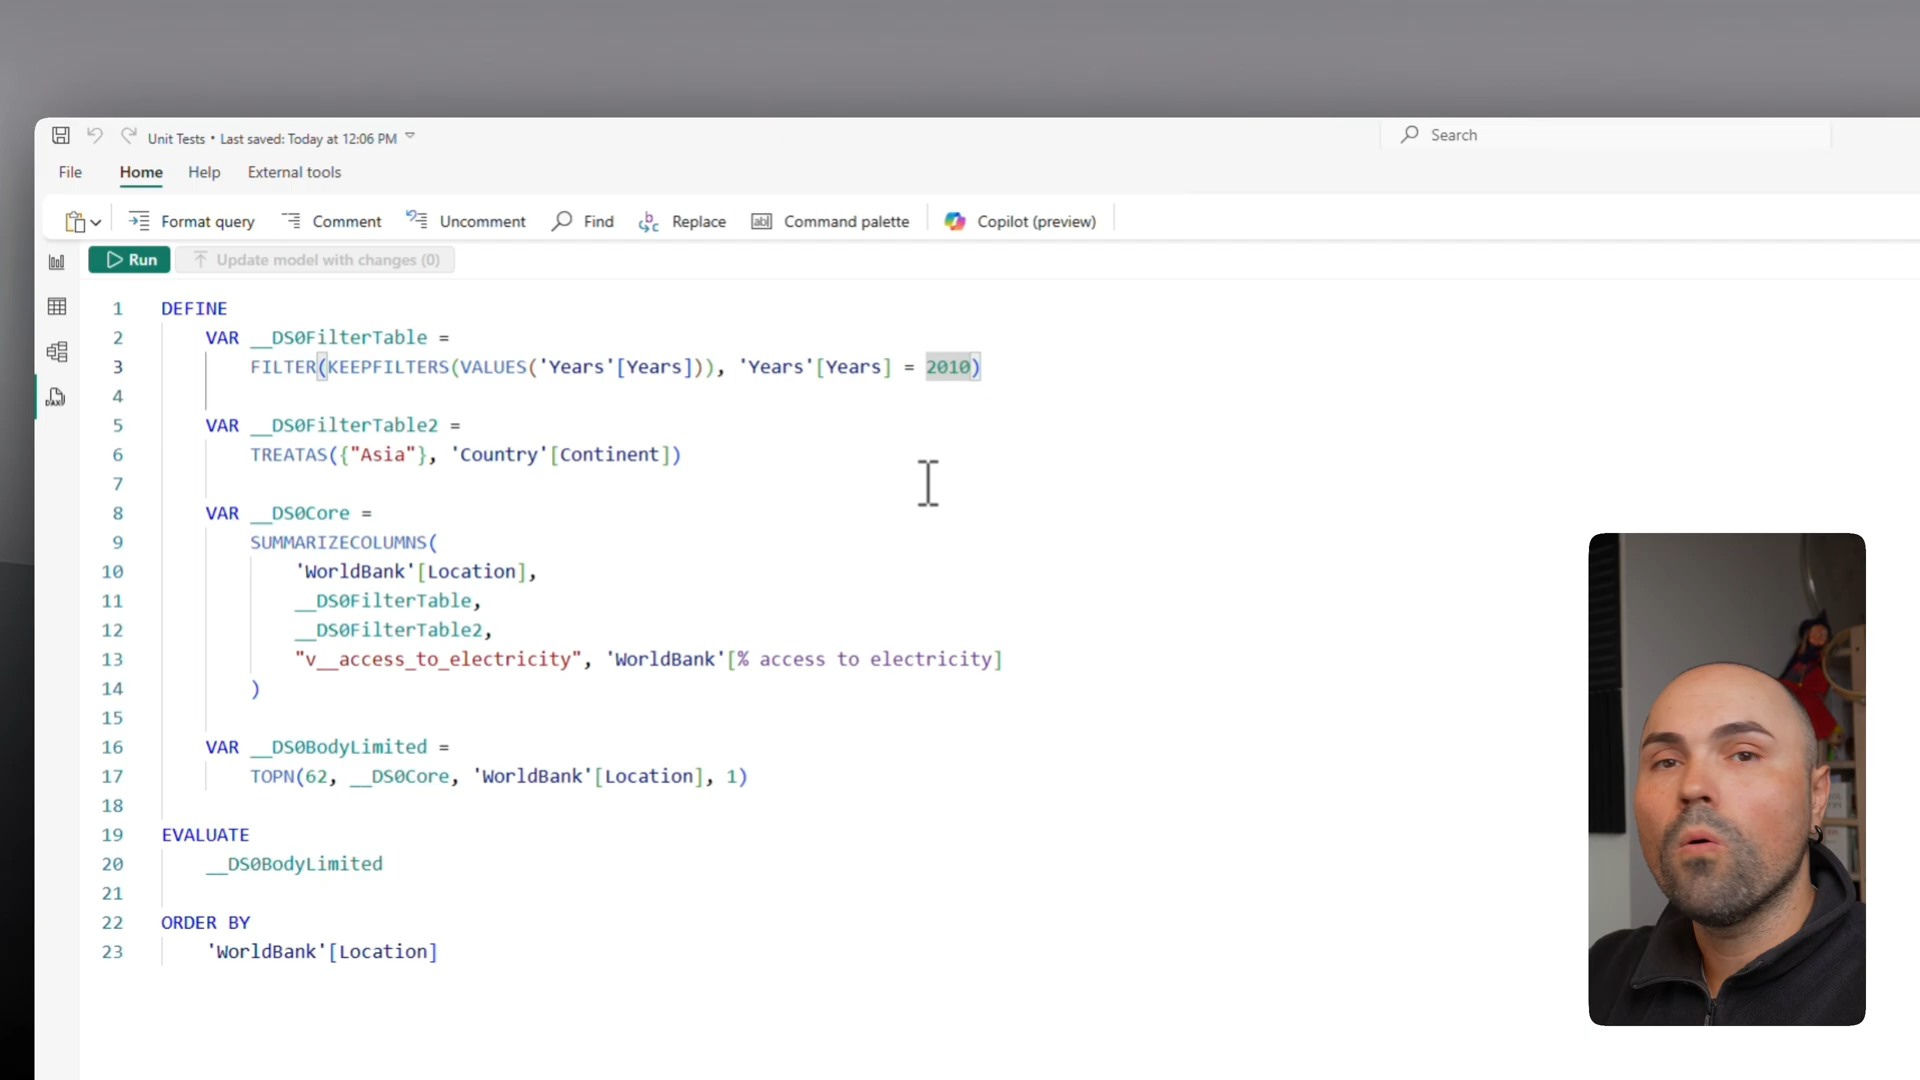 Unit Tests • Last saved: Today at 12:06 PM
Search
File Home Help External tools
Format query Comment Uncomment Find Replace Command palette Copilot (preview)
Run Update model with changes (0)
1 DEFINE
2 VAR __DS0FilterTable =
3 FILTER(KEEPFILTERS(VALUES('Years'[Years])), 'Years'[Years] = 2010)
4
5 VAR __DS0FilterTable2 =
6 TREATAS({"Asia"}, 'Country'[Continent])
7
8 VAR __DS0Core =
9 SUMMARIZECOLUMNS(
10 'WorldBank'[Location],
11 __DS0FilterTable,
12 __DS0FilterTable2,
13 "v__access_to_electricity", 'WorldBank'[% access to electricity]
14 )
15
16 VAR __DS0BodyLimited =
17 TOPN(62, __DS0Core, 'WorldBank'[Location], 1)
18
19 EVALUATE
20 __DS0BodyLimited
21
22 ORDER BY
23 'WorldBank'[Location]